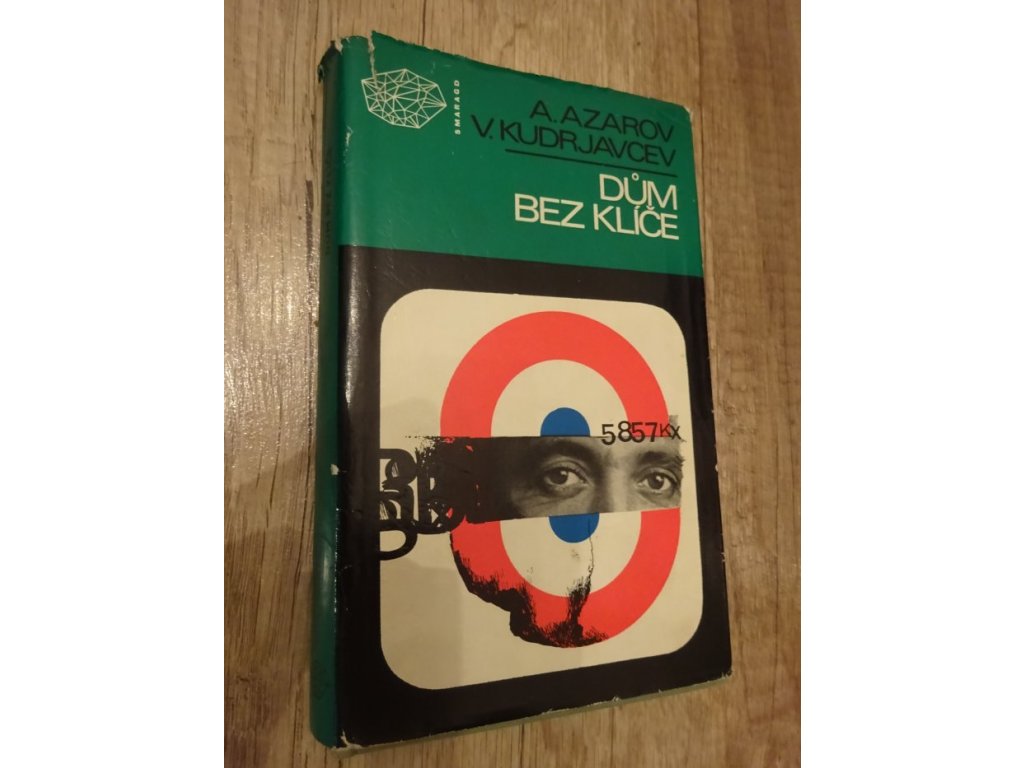 SMARAGD
A. AZAROV
V. KUDRJAVCEV
DŮM
BEZ KLÍČE
5857KX